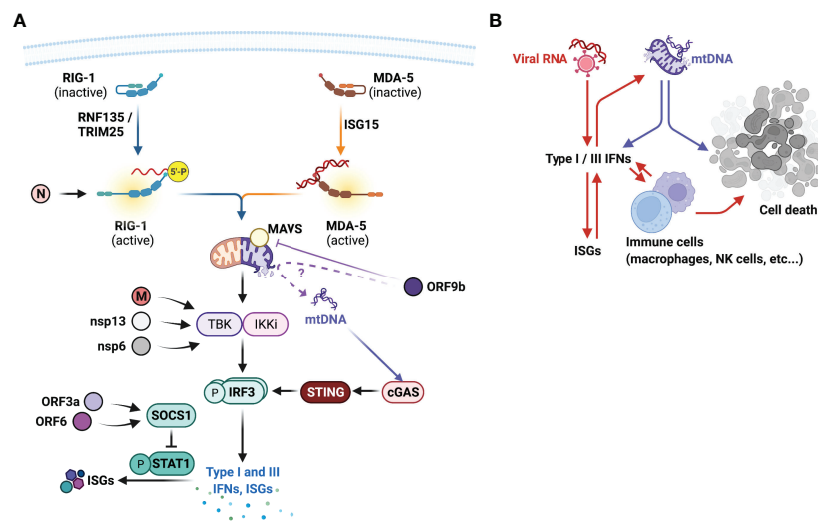 A
RIG-1
(inactive)
MDA-5
(inactive)
RNF135 /
TRIM25
ISG15
5'-P
N
RIG-1
(active)
MDA-5
(active)
MAVS
?
ORF9b
M
nsp13
nsp6
TBK
IKKi
mtDNA
P
IRF3
STING
cGAS
ORF3a
ORF6
SOCS1
P
STAT1
ISGs
Type I and III
IFNs, ISGs
B
Viral RNA
mtDNA
Type I / III IFNs
Cell death
ISGs
Immune cells
(macrophages, NK cells, etc...)